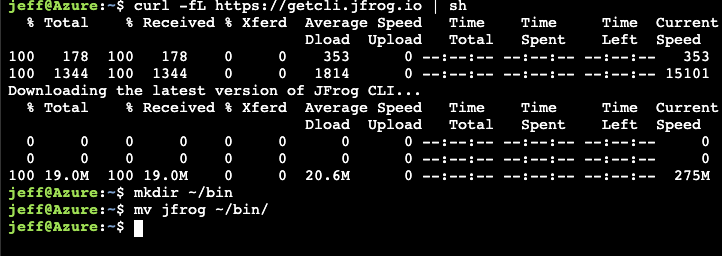 jeff@Azure:~$ curl -fL https://getcli.jfrog.io | sh
% Total % Received % Xferd Average Speed Time Time Time Current
Dload Upload Total Spent Left Speed
100 178 100 178 0 0 353 0 --:--:-- --:--:-- --:--:-- 353
100 1344 100 1344 0 0 1814 0 --:--:-- --:--:-- --:--:-- 15101
Downloading the latest version of JFrog CLI...
% Total % Received % Xferd Average Speed Time Time Time Current
Dload Upload Total Spent Left Speed
0 0 0 0 0 0 0 0 --:--:-- --:--:-- --:--:-- 0
0 0 0 0 0 0 0 0 --:--:-- --:--:-- --:--:-- 0
100 19.0M 100 19.0M 0 0 20.6M 0 --:--:-- --:--:-- --:--:-- 275M
jeff@Azure:~$ mkdir ~/bin
jeff@Azure:~$ mv jfrog ~/bin/
jeff@Azure:~$